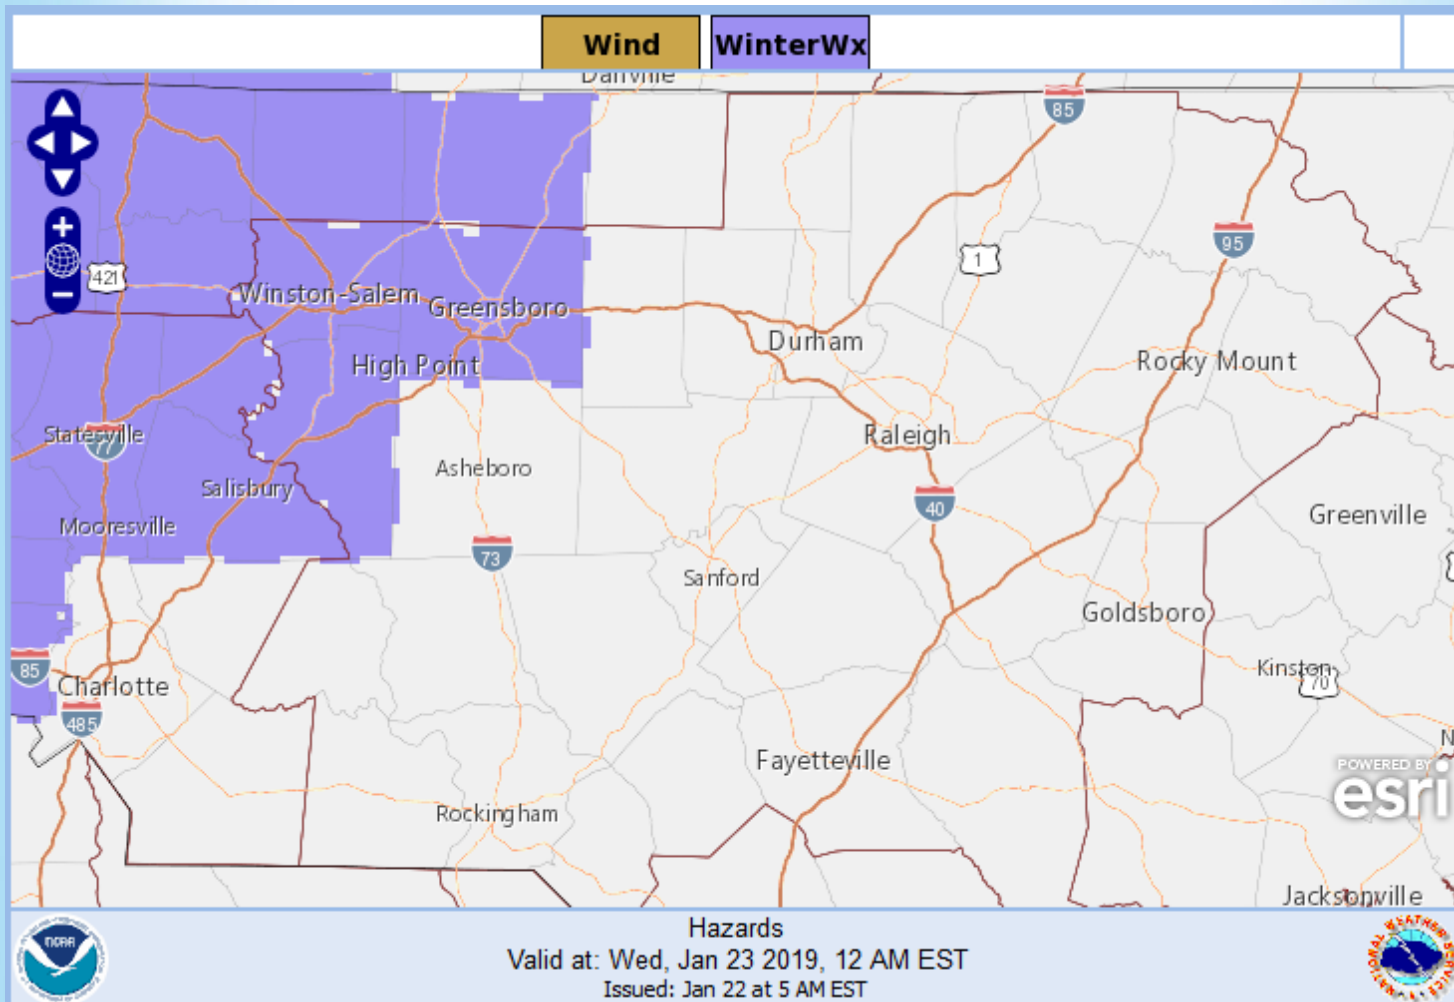 Wind WinterWx
Danville
85
95
1
421
Winston-Salem
Greensboro
Durham
High Point
Rocky Mount
Statesville
77
Raleigh
Asheboro
Salisbury
40
Mooresville
Greenville
73
Sanford
Goldsboro
85
Kinston
Charlotte
70
485
N
Fayetteville
POWERED BY
esri
Rockingham
Jacksonville
Hazards
noaa
Valid at: Wed, Jan 23 2019, 12 AM EST
Issued: Jan 22 at 5 AM EST